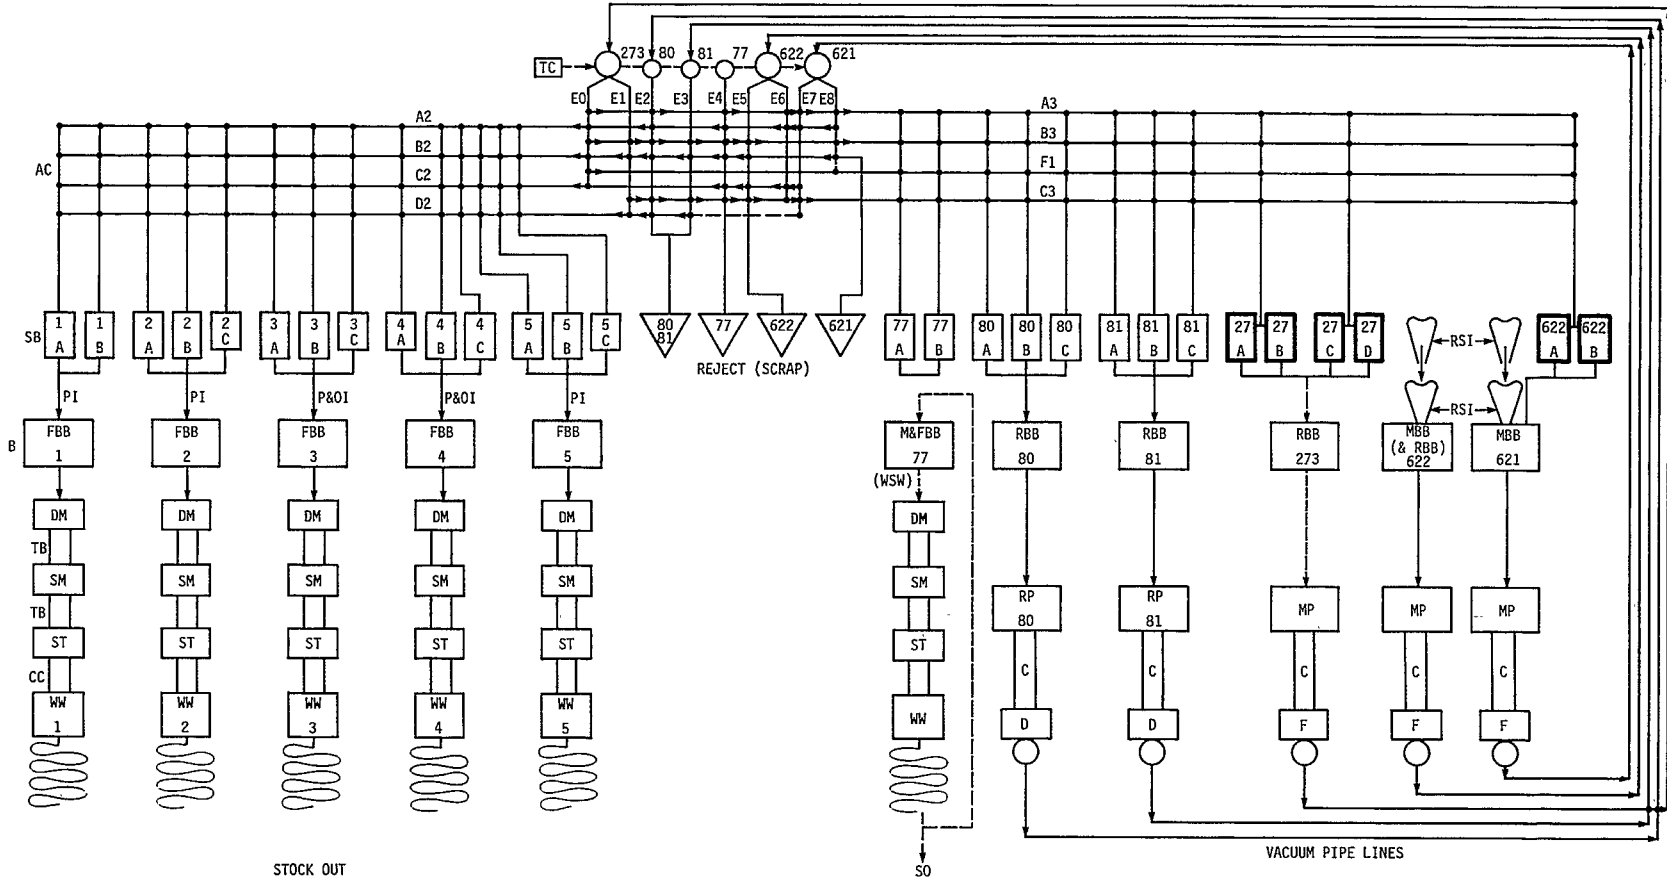 273 80 81 77 622 621
TC
E0 E1 E2 E3 E4 E5 E6 E7 E8
A2 A3
B3
B2
AC F1
C2
C3
D2
SB 1 A 1 B 2 A 2 B 2 C 3 A 3 B 3 C 4 A 4 B 4 C 5 A 5 B 5 C 80 81 77 622 621 77 A 77 B 80 A 80 B 80 C 81 A 81 B 81 C 27 A 27 B 27 C 27 D RSI 622 A 622 B
REJECT (SCRAP)
PI PI P&OI P&OI PI
RSI
B FBB 1 FBB 2 FBB 3 FBB 4 FBB 5 M&FBB 77 RBB 80 RBB 81 RBB 273 MBB (& RBB) 622 MBB 621
(WSW)
DM DM DM DM DM DM
TB
SM SM SM SM SM SM
TB
RP 80 RP 81 MP MP MP
ST ST ST ST ST ST
CC C C C C C
WW 1 WW 2 WW 3 WW 4 WW 5 WW D D F F F
STOCK OUT
SO
VACUUM PIPE LINES